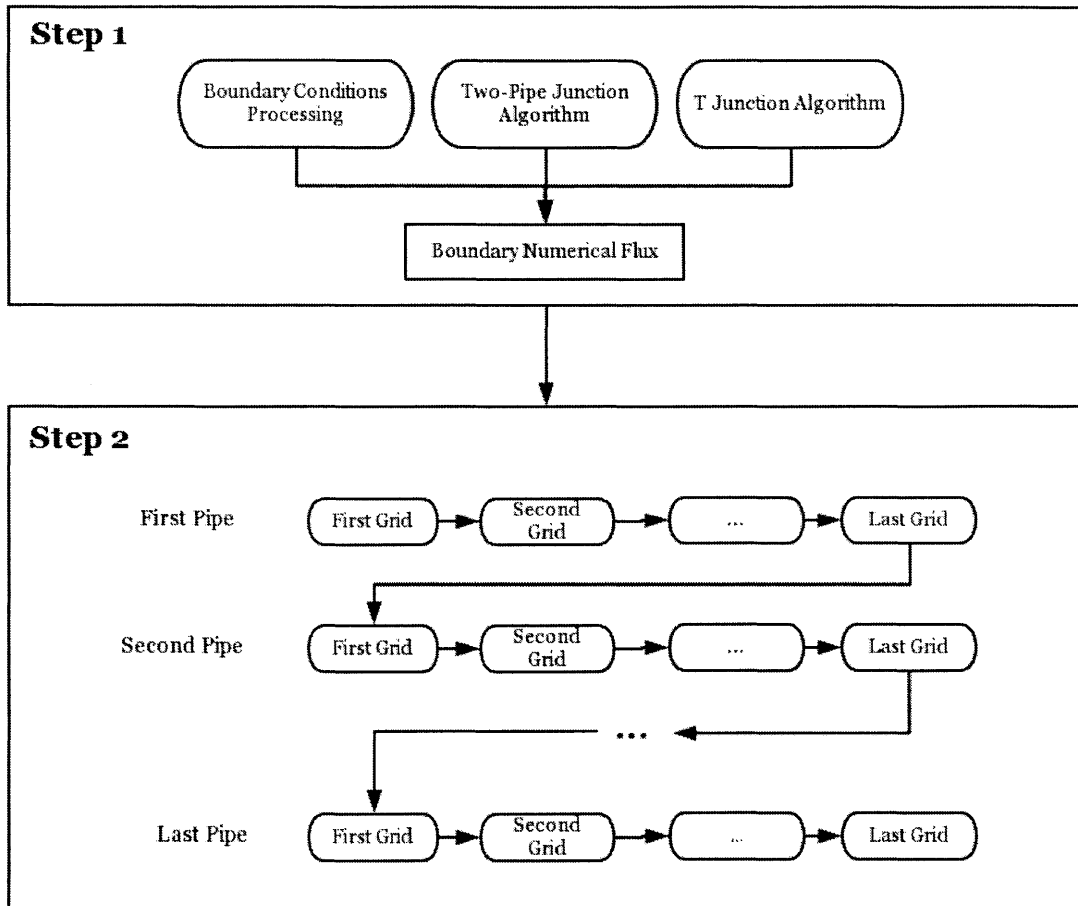 Step 1
Boundary Conditions
Processing
Two-Pipe Junction
Algorithm
T Junction Algorithm
Boundary Numerical Flux
Step 2
First Pipe
First Grid
Second
Grid
...
Last Grid
Second Pipe
First Grid
Second
Grid
...
Last Grid
...
Last Pipe
First Grid
Second
Grid
...
Last Grid